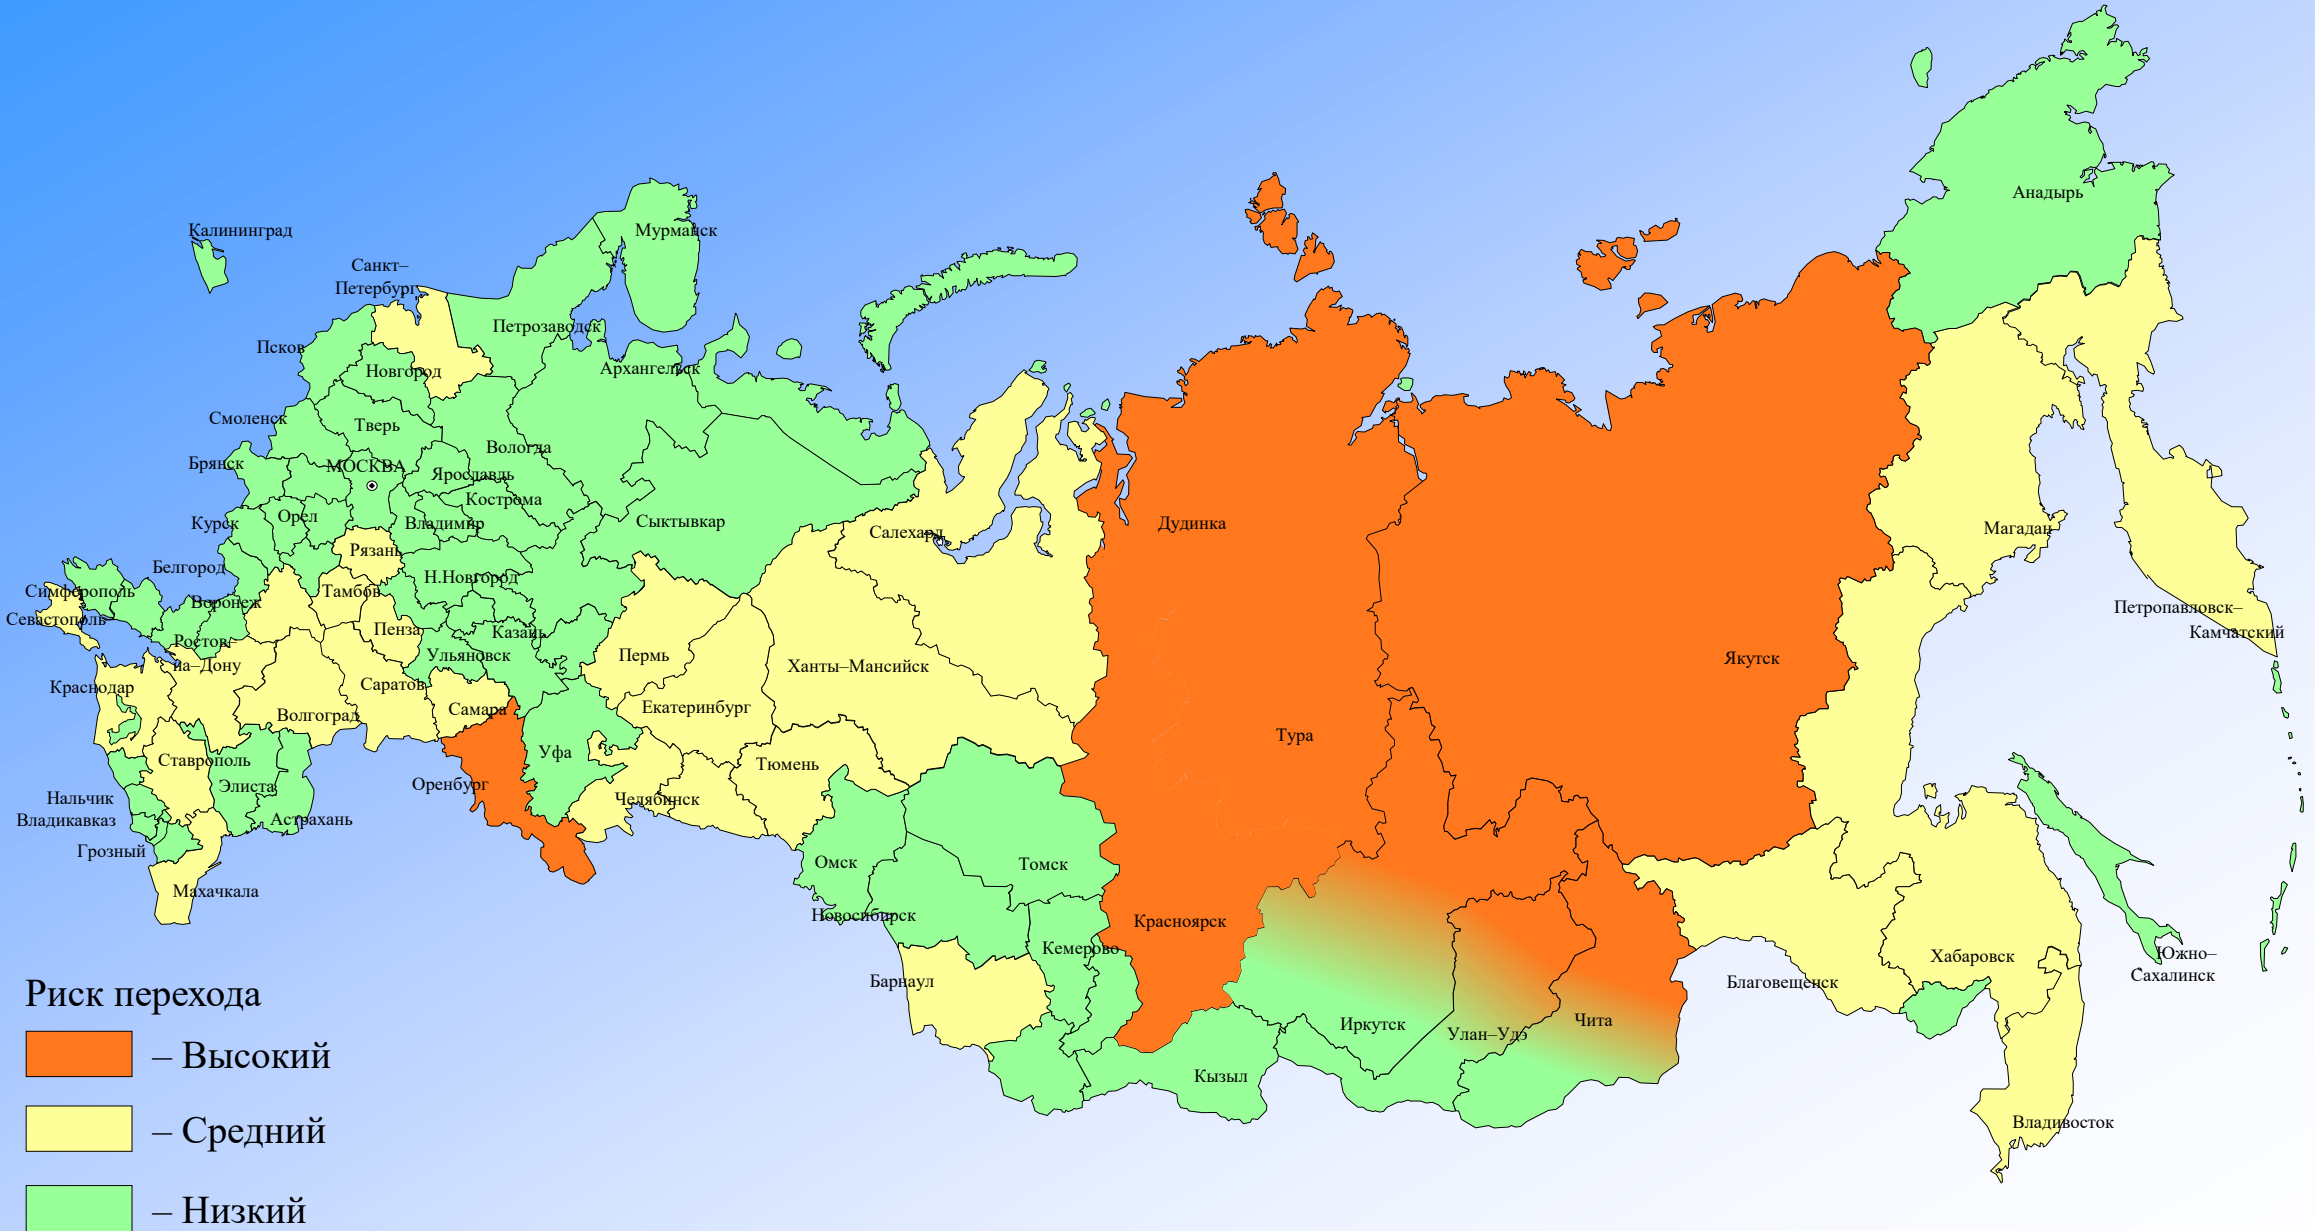 Анадырь
Калининград
Мурманск
Санкт–
Петербург
Петрозаводск
Псков
Новгород
Архангельск
Смоленск
Тверь
Вологда
Брянск
МОСКВА
Ярославль
Кострома
Курск
Орел
Владимир
Сыктывкар
Салехард
Дудинка
Магадан
Рязань
Белгород
Н.Новгород
Симферополь
Тамбов
Воронеж
Севастополь
Пенза
Казань
Петропавловск–
Камчатский
Ростов–
на–Дону
Ульяновск
Пермь
Ханты–Мансийск
Якутск
Краснодар
Саратов
Самара
Екатеринбург
Волгоград
Тура
Уфа
Ставрополь
Тюмень
Элиста
Оренбург
Челябинск
Нальчик
Владикавказ
Астрахань
Грозный
Омск
Томск
Махачкала
Новосибирск
Красноярск
Кемерово
Хабаровск
Южно–
Сахалинск
Барнаул
Благовещенск
Иркутск
Улан–Удэ
Чита
Кызыл
Владивосток
Риск перехода
– Высокий
– Средний
– Низкий